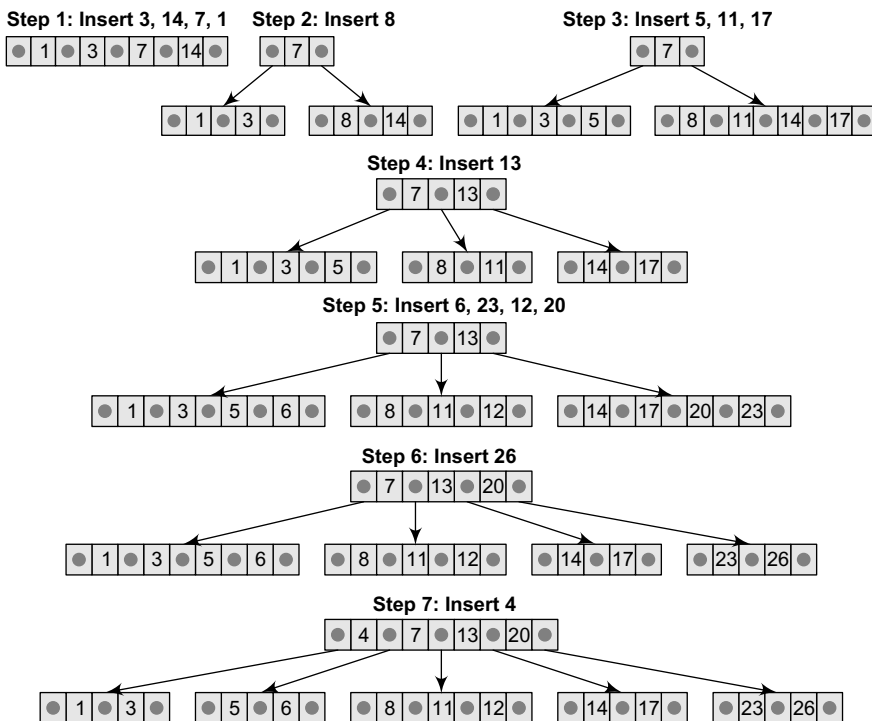 Step 1: Insert 3, 14, 7, 1
Step 2: Insert 8
Step 3: Insert 5, 11, 17
1 3 7 14
7
7
1 3
8 14
1 3 5
8 11 14 17
Step 4: Insert 13
7 13
1 3 5
8 11
14 17
Step 5: Insert 6, 23, 12, 20
7 13
1 3 5 6
8 11 12
14 17 20 23
Step 6: Insert 26
7 13 20
1 3 5 6
8 11 12
14 17
23 26
Step 7: Insert 4
4 7 13 20
1 3
5 6
8 11 12
14 17
23 26